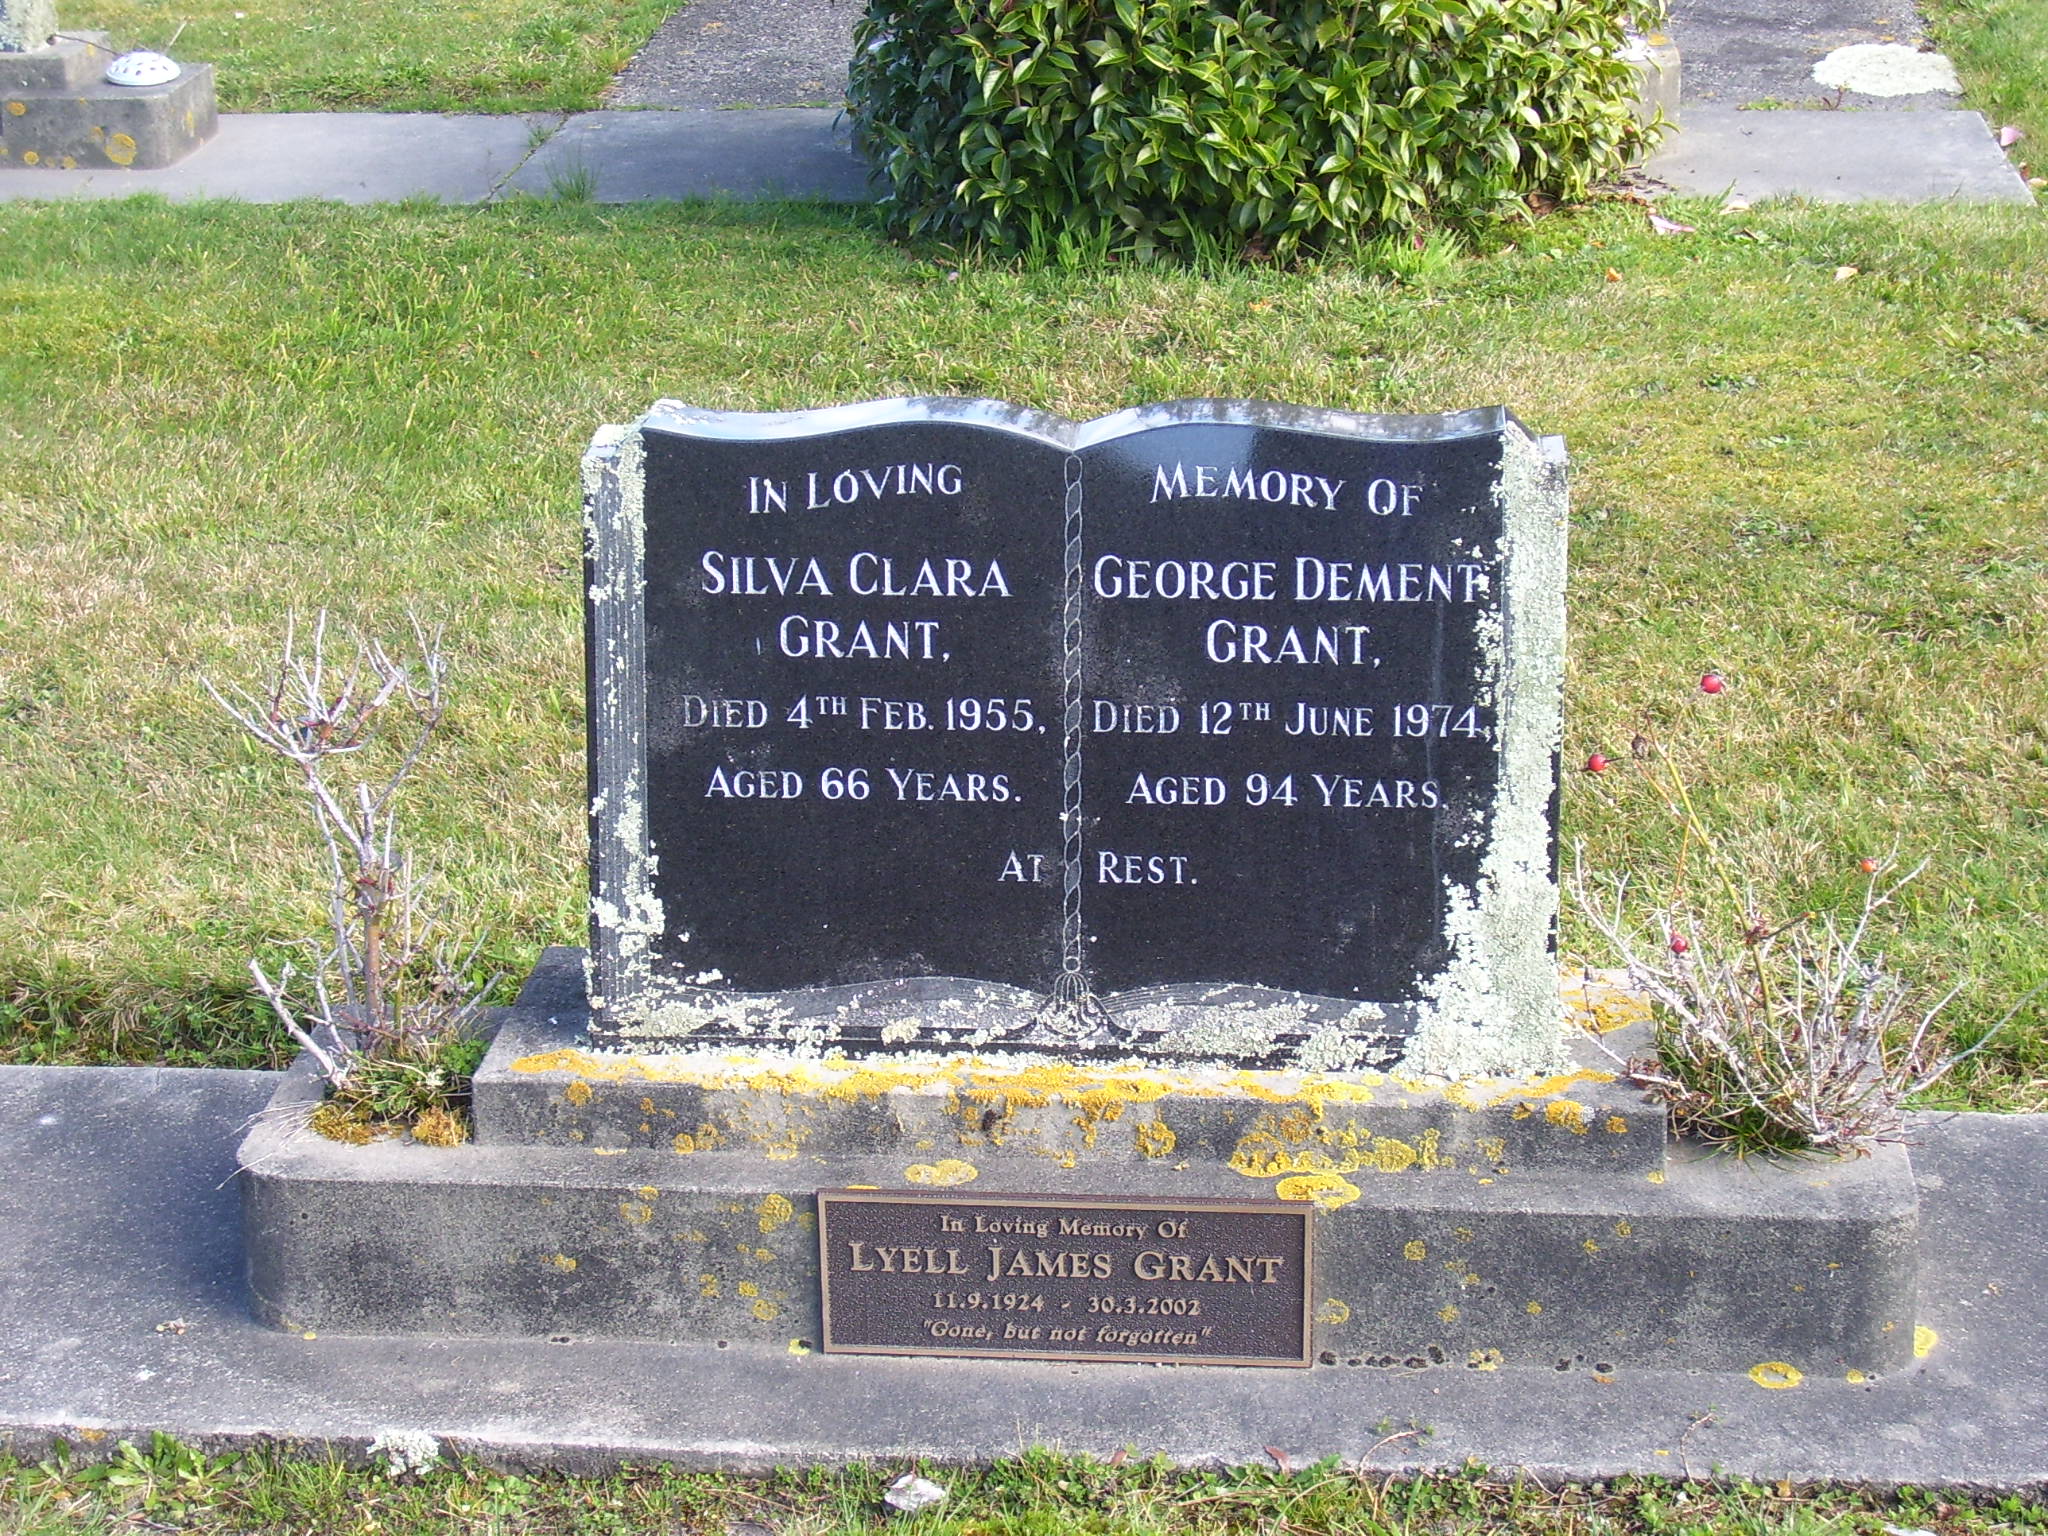 IN LOVING MEMORY OF
SILVA CLARA
GRANT,
DIED 4TH FEB. 1955,
AGED 66 YEARS.
GEORGE DEMENT
GRANT,
DIED 12TH JUNE 1974,
AGED 94 YEARS.
AT REST.
In Loving Memory Of
LYELL JAMES GRANT
11.9.1924 - 30.3.2002
"Gone, but not forgotten"